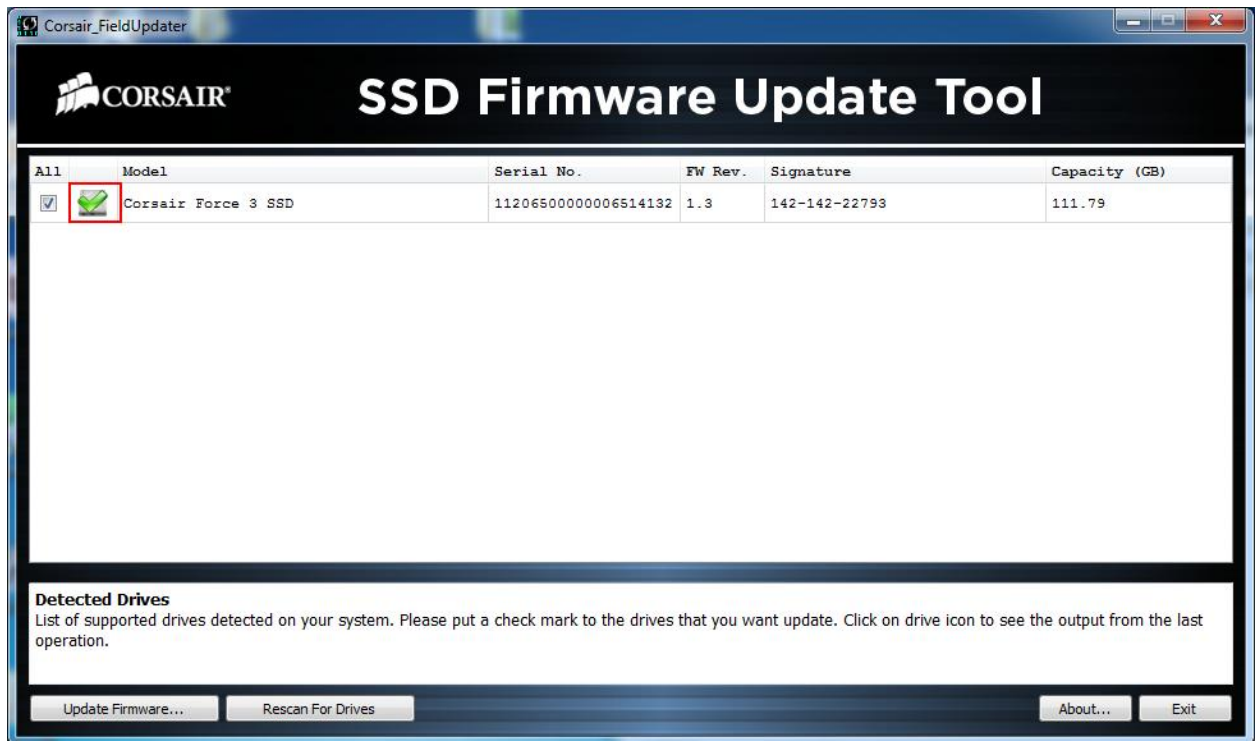 Corsair_FieldUpdater
CORSAIR®
SSD Firmware Update Tool
All Model Serial No. FW Rev. Signature Capacity (GB)
Corsair Force 3 SSD 11206500000006514132 1.3 142-142-22793 111.79
Detected Drives
List of supported drives detected on your system. Please put a check mark to the drives that you want update. Click on drive icon to see the output from the last
operation.
Update Firmware... Rescan For Drives About... Exit